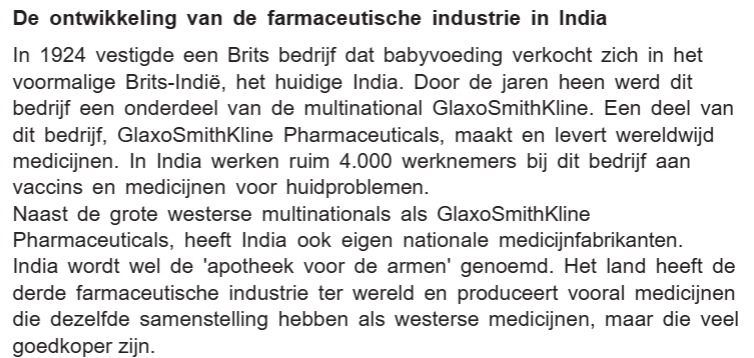 De ontwikkeling van de farmaceutische industrie in India
In 1924 vestigde een Brits bedrijf dat babyvoeding verkocht zich in het
voormalige Brits-Indië, het huidige India. Door de jaren heen werd dit
bedrijf een onderdeel van de multinational GlaxoSmithKline. Een deel van
dit bedrijf, GlaxoSmithKline Pharmaceuticals, maakt en levert wereldwijd
medicijnen. In India werken ruim 4.000 werknemers bij dit bedrijf aan
vaccins en medicijnen voor huidproblemen.
Naast de grote westerse multinationals als GlaxoSmithKline
Pharmaceuticals, heeft India ook eigen nationale medicijnfabrikanten.
India wordt wel de 'apotheek voor de armen' genoemd. Het land heeft de
derde farmaceutische industrie ter wereld en produceert vooral medicijnen
die dezelfde samenstelling hebben als westerse medicijnen, maar die veel
goedkoper zijn.